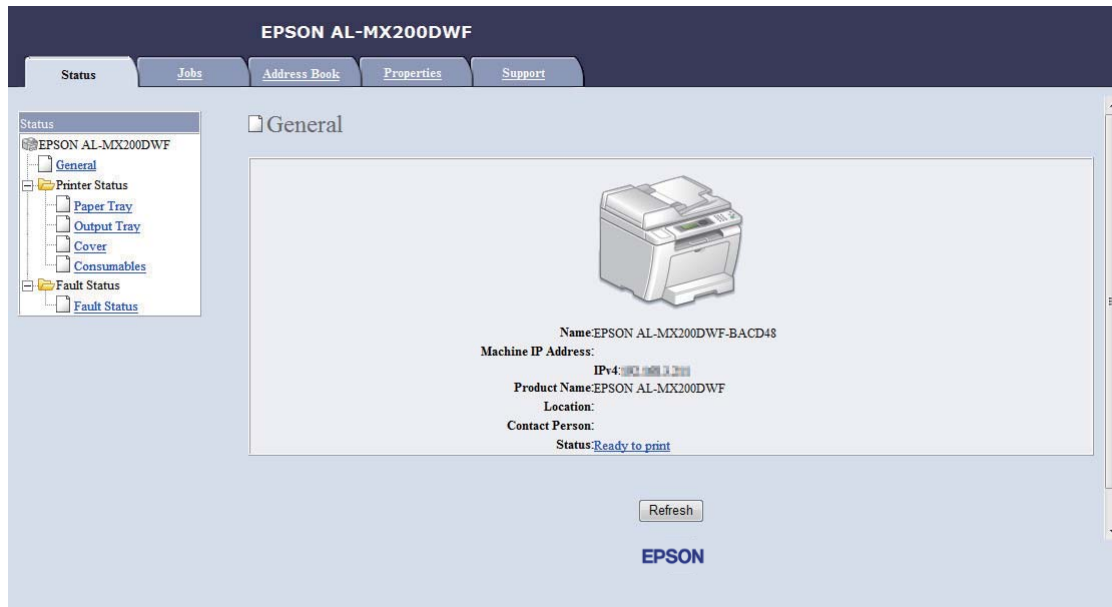 EPSON AL-MX200DWF
Status
Jobs
Address Book
Properties
Support
Status
EPSON AL-MX200DWF
General
Printer Status
Paper Tray
Output Tray
Cover
Consumables
Fault Status
Fault Status
General
Name:EPSON AL-MX200DWF-BACD48
Machine IP Address:
IPv4:
Product Name:EPSON AL-MX200DWF
Location:
Contact Person:
Status:Ready to print
Refresh
EPSON